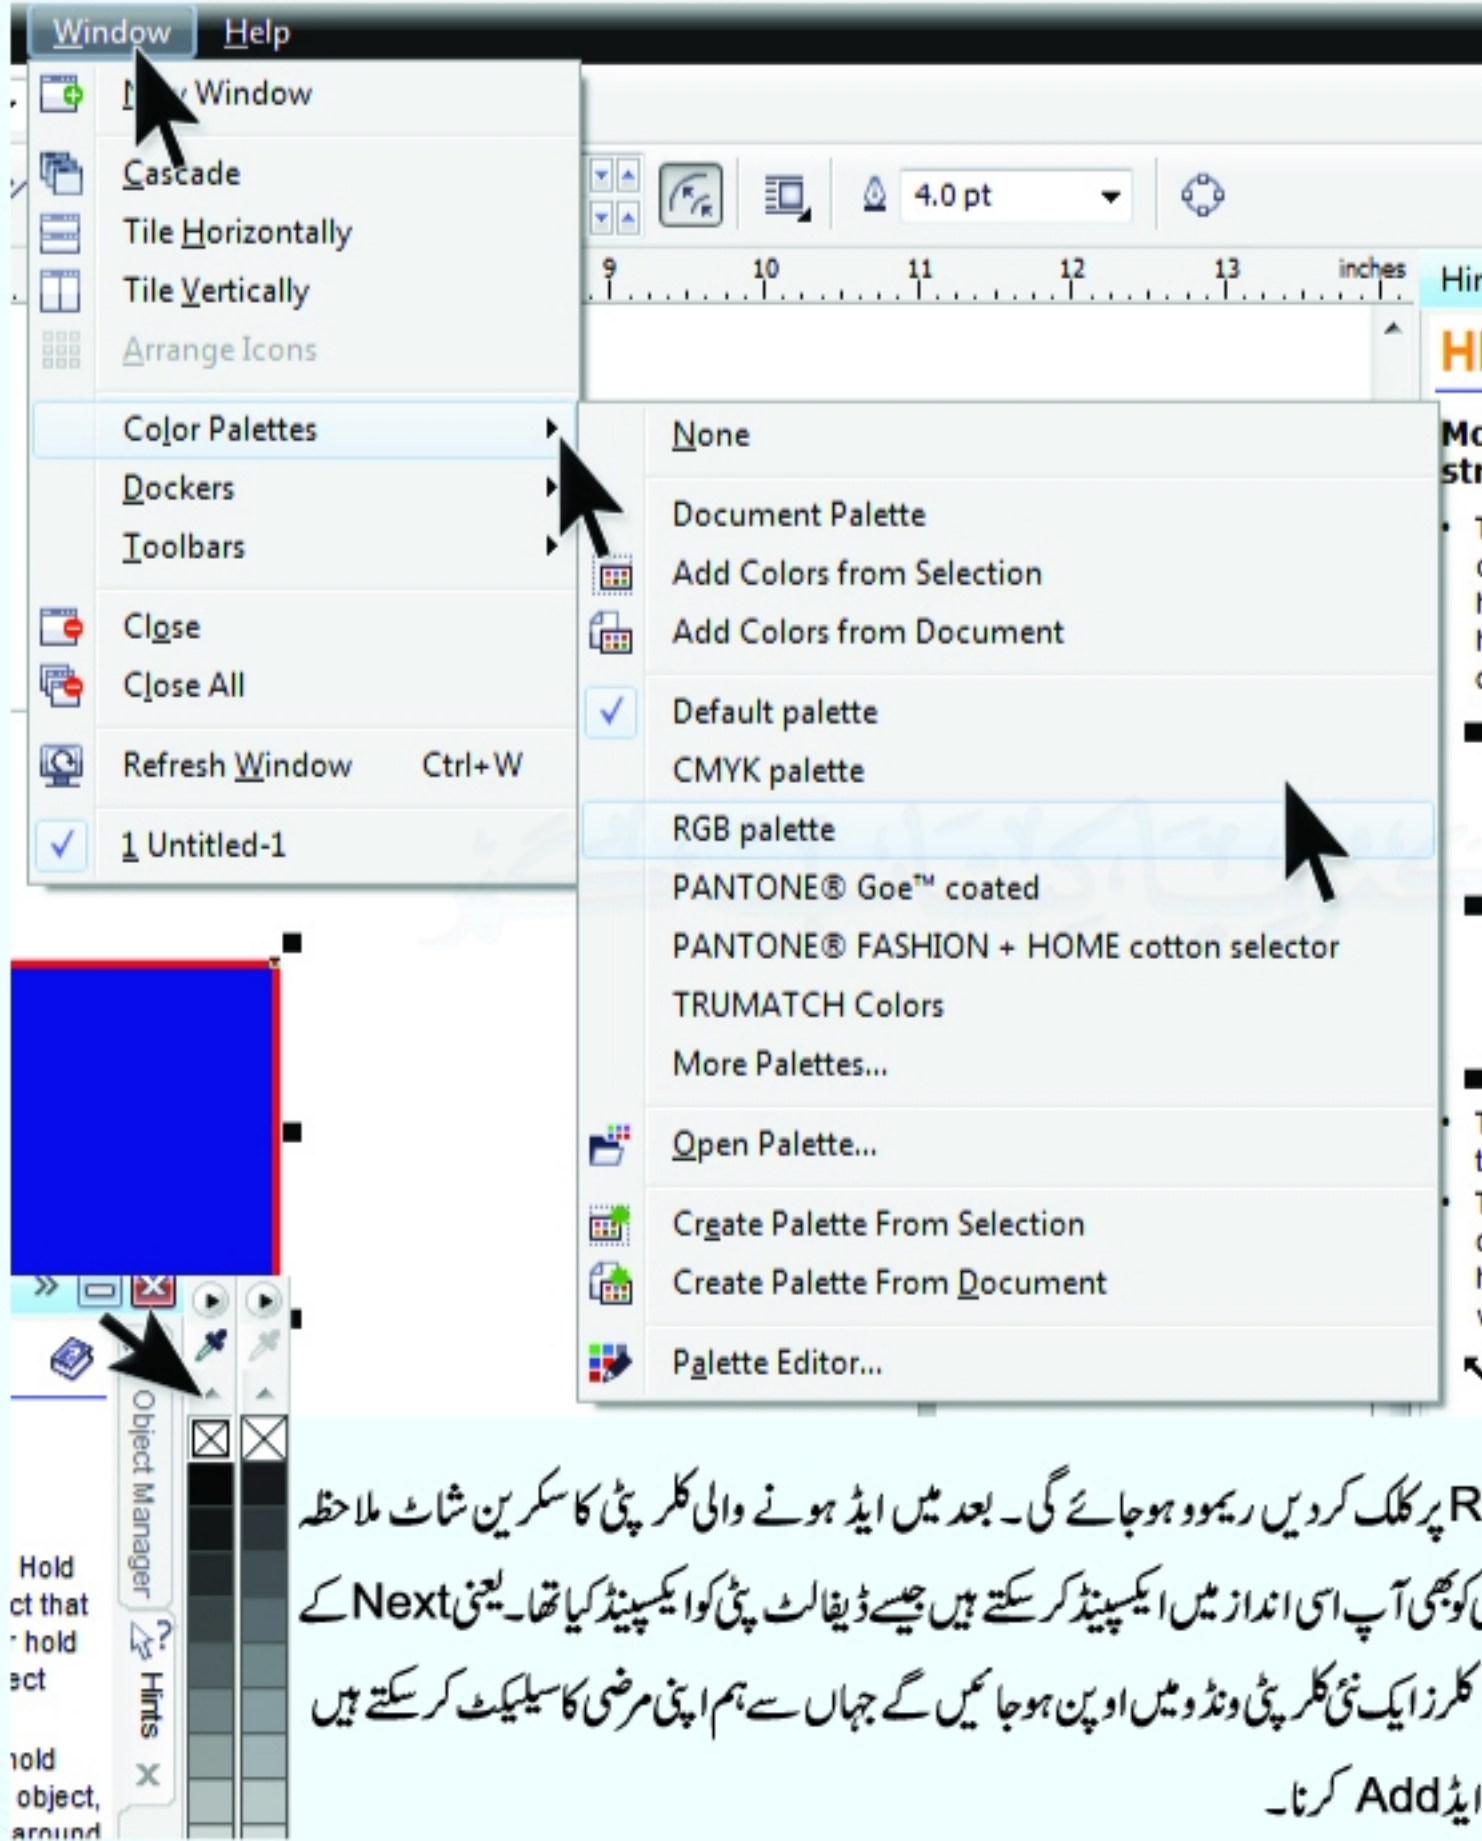 Window Help
New Window
Cascade
Tile Horizontally
Tile Vertically
Arrange Icons
Color Palettes
Dockers
Toolbars
Close
Close All
Refresh Window Ctrl+W
1 Untitled-1
4.0 pt
9 10 11 12 13 inches
None
Document Palette
Add Colors from Selection
Add Colors from Document
Default palette
CMYK palette
RGB palette
PANTONE® Goe™ coated
PANTONE® FASHION + HOME cotton selector
TRUMATCH Colors
More Palettes...
Open Palette...
Create Palette From Selection
Create Palette From Document
Palette Editor...
Object Manager
Hints
Hold
ct that
hold
ect
hold
object,
around
R پر کلک کردیں ریموو ہوجائے گی۔ بعد میں ایڈ ہونے والی کلر پٹی کا سکرین شاٹ ملاحظہ
کو بھی آپ اسی انداز میں ایکسپینڈ کر سکتے ہیں جیسے ڈیفالٹ پٹی کو ایکسپینڈ کیا تھا۔ یعنی Next کے
کلرز ایک نئی کلر پٹی ونڈو میں اوپن ہوجائیں گے جہاں سے ہم اپنی مرضی کا سیلیکٹ کر سکتے ہیں
ایڈ Add کرنا۔